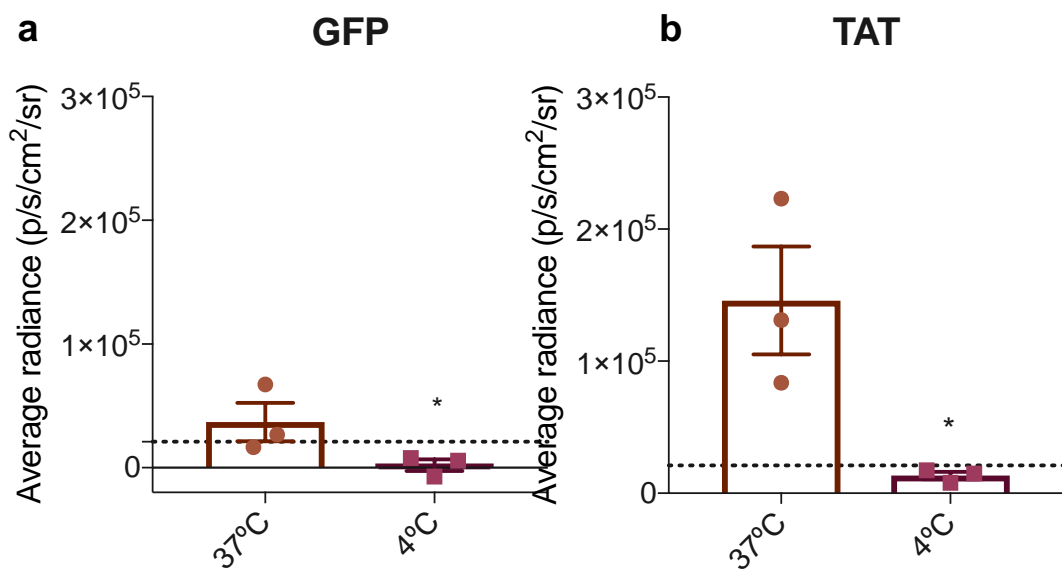 a
GFP
Average radiance (p/s/cm²/sr)
3×10⁵
2×10⁵
1×10⁵
0
*
37ºC
4ºC
b
TAT
Average radiance (p/s/cm²/sr)
3×10⁵
2×10⁵
1×10⁵
0
*
37ºC
4ºC